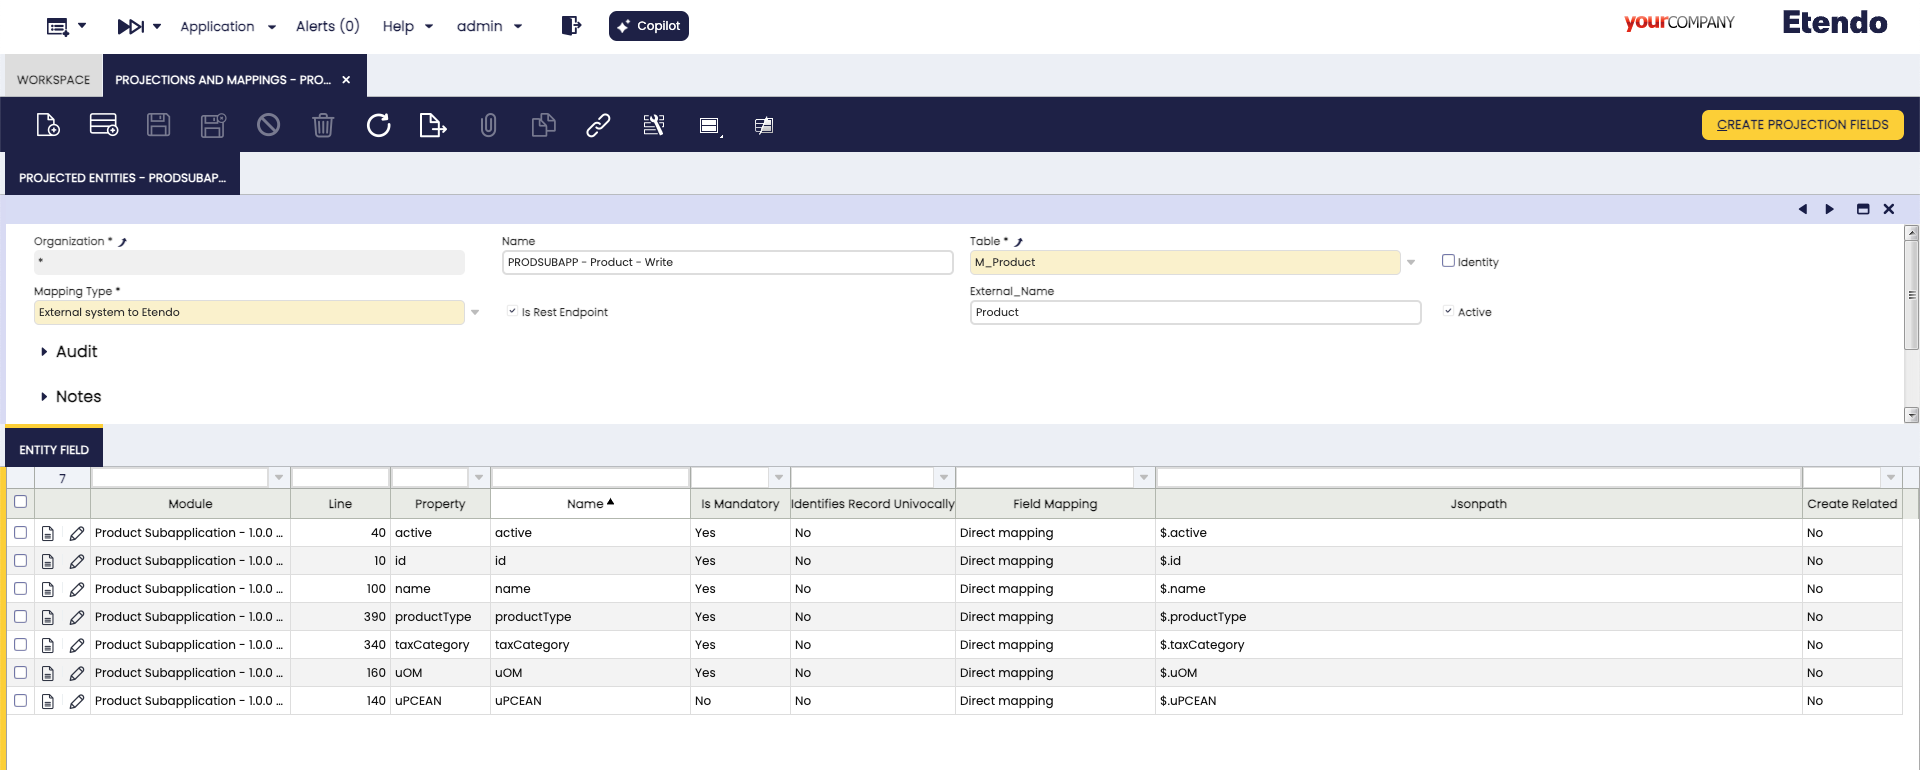 Application Alerts (0) Help admin Copilot yourCOMPANY Etendo
WORKSPACE PROJECTIONS AND MAPPINGS - PRO...
CREATE PROJECTION FIELDS
PROJECTED ENTITIES - PRODSUBAP...
Organization * Name Table *
* PRODSUBAPP - Product - Write M_Product Identity
Mapping Type * External_Name
External system to Etendo Is Rest Endpoint Product Active
Audit
Notes
ENTITY FIELD
7
Module Line Property Name Is Mandatory Identifies Record Univocally Field Mapping Jsonpath Create Related
Product Subapplication - 1.0.0 ... 40 active active Yes No Direct mapping $.active No
Product Subapplication - 1.0.0 ... 10 id id Yes No Direct mapping $.id No
Product Subapplication - 1.0.0 ... 100 name name Yes No Direct mapping $.name No
Product Subapplication - 1.0.0 ... 390 productType productType Yes No Direct mapping $.productType No
Product Subapplication - 1.0.0 ... 340 taxCategory taxCategory Yes No Direct mapping $.taxCategory No
Product Subapplication - 1.0.0 ... 160 uOM uOM Yes No Direct mapping $.uOM No
Product Subapplication - 1.0.0 ... 140 uPCEAN uPCEAN No No Direct mapping $.uPCEAN No